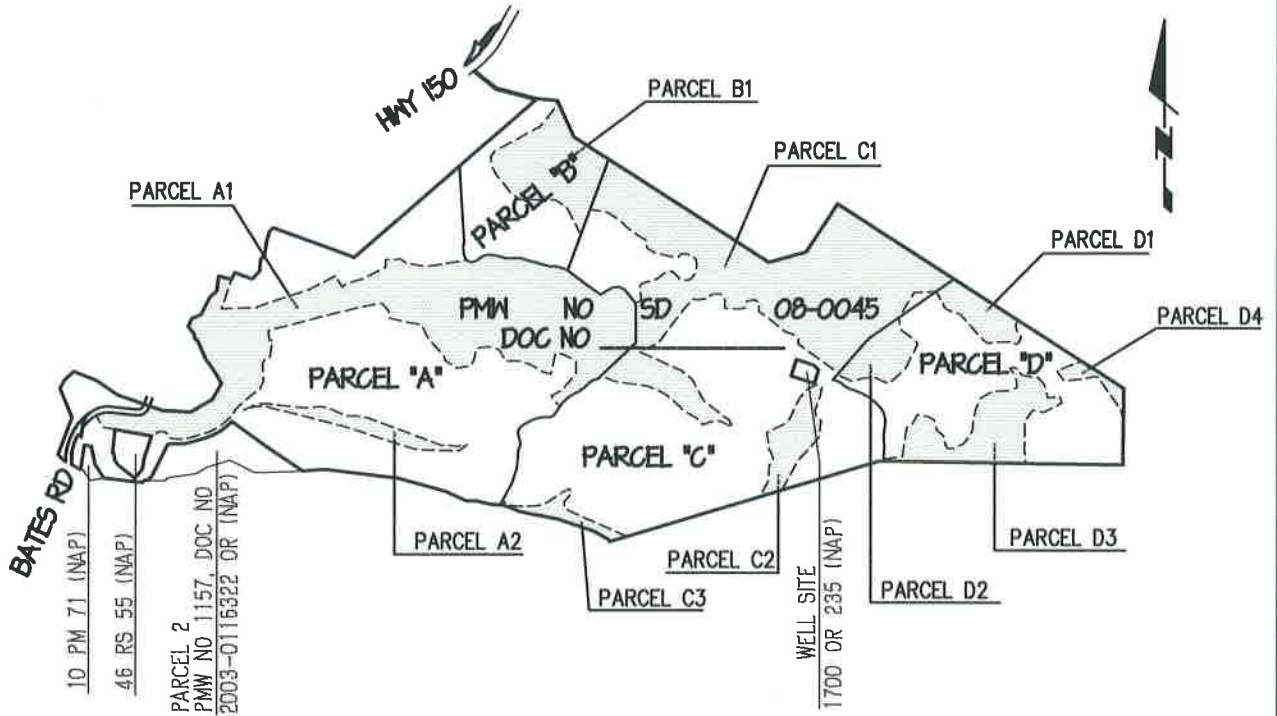 HWY 150
PARCEL B1
PARCEL C1
PARCEL A1
PARCEL "B"
N
PARCEL D1
PARCEL D4
PMW NO SD 08-0045
DOC NO
PARCEL "A"
PARCEL "D"
PARCEL "C"
BATES RD
10 PM 71 (NAP)
46 RS 55 (NAP)
PARCEL 2
PMW NO 1157, DOC NO
2003-0116322 OR (NAP)
PARCEL A2
PARCEL C3
PARCEL C2
WELL SITE
1700 OR 235 (NAP)
PARCEL D2
PARCEL D3